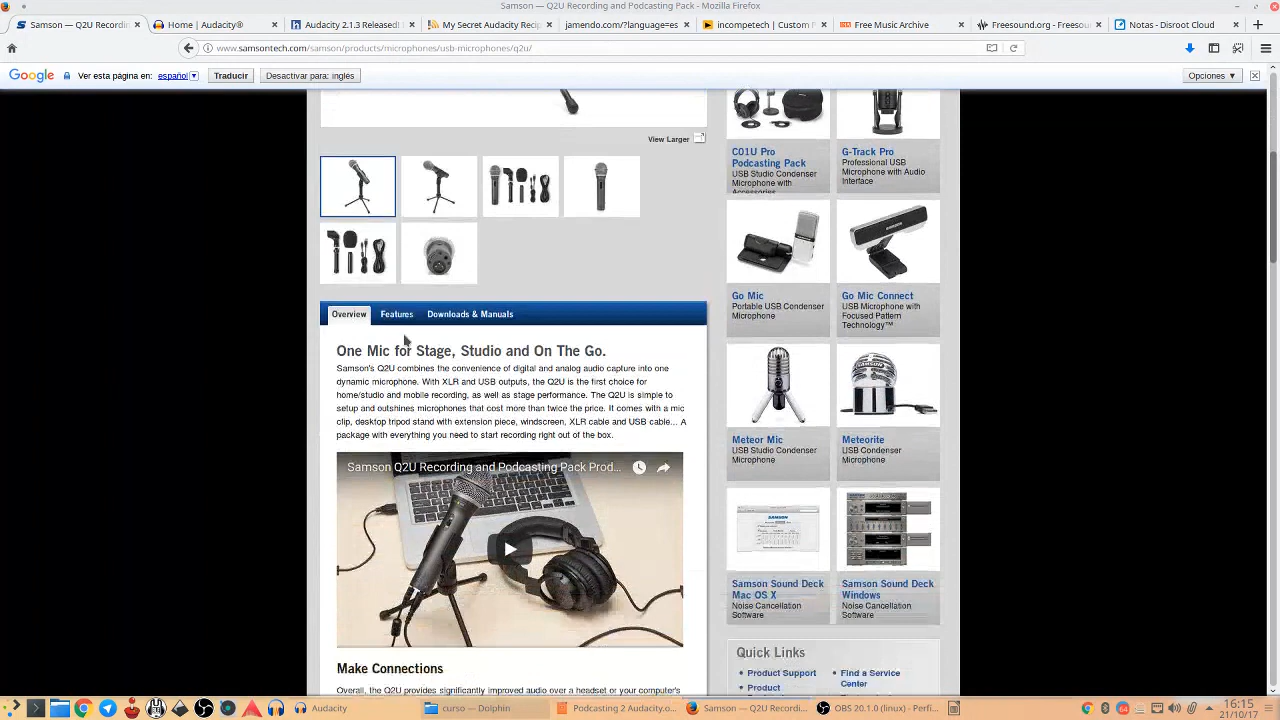 Samson — Q2U Recording and Podcasting Pack - Mozilla Firefox
Samson — Q2U Recordin
Home | Audacity®
Audacity 2.1.3 Released!
My Secret Audacity Recip
jamendo.com/?language=es
incompetech | Custom
Free Music Archive
Freesound.org - Freesou
Notas - Disroot Cloud
www.samsontech.com/samson/products/microphones/usb-microphones/q2u/
Google
Ver esta página en:
español
Traducir
Desactivar para: inglés
Opciones ▼
View Larger
C01U Pro
Podcasting Pack
USB Studio Condenser
Microphone with
Accessories
G-Track Pro
Professional USB
Microphone with Audio
Interface
Go Mic
Portable USB Condenser
Microphone
Go Mic Connect
USB Microphone with
Focused Pattern
Technology™
Overview
Features
Downloads & Manuals
One Mic for Stage, Studio and On The Go.
Samson's Q2U combines the convenience of digital and analog audio capture into one
dynamic microphone. With XLR and USB outputs, the Q2U is the first choice for
home/studio and mobile recording, as well as stage performance. The Q2U is simple to
setup and outshines microphones that cost more than twice the price. It comes with a mic
clip, desktop tripod stand with extension piece, windscreen, XLR cable and USB cable... A
package with everything you need to start recording right out of the box.
Samson Q2U Recording and Podcasting Pack Prod...
Meteor Mic
USB Studio Condenser
Microphone
Meteorite
USB Condenser
Microphone
Samson Sound Deck
Mac OS X
Noise Cancellation
Software
Samson Sound Deck
Windows
Noise Cancellation
Software
Make Connections
Overall, the Q2U provides significantly improved audio over a headset or your computer's
Quick Links
Product Support
Product
Find a Service
Center
Audacity
curso — Dolphin
Podcasting 2 Audacity.o...
Samson — Q2U Recordi...
OBS 20.1.0 (linux) - Perfi...
16:15
21/10/17